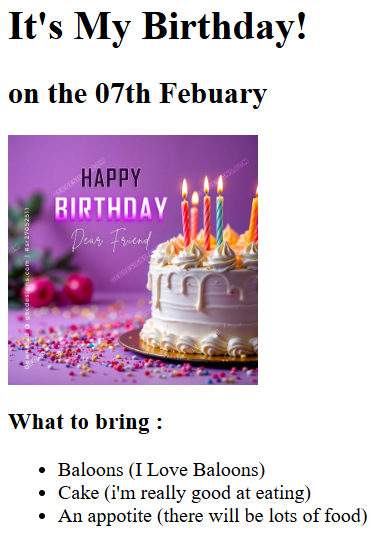 It's My Birthday!
on the 07th Febuary
HAPPY
BIRTHDAY
Dear Friend
What to bring :
Baloons (I Love Baloons)
Cake (i'm really good at eating)
An appotite (there will be lots of food)